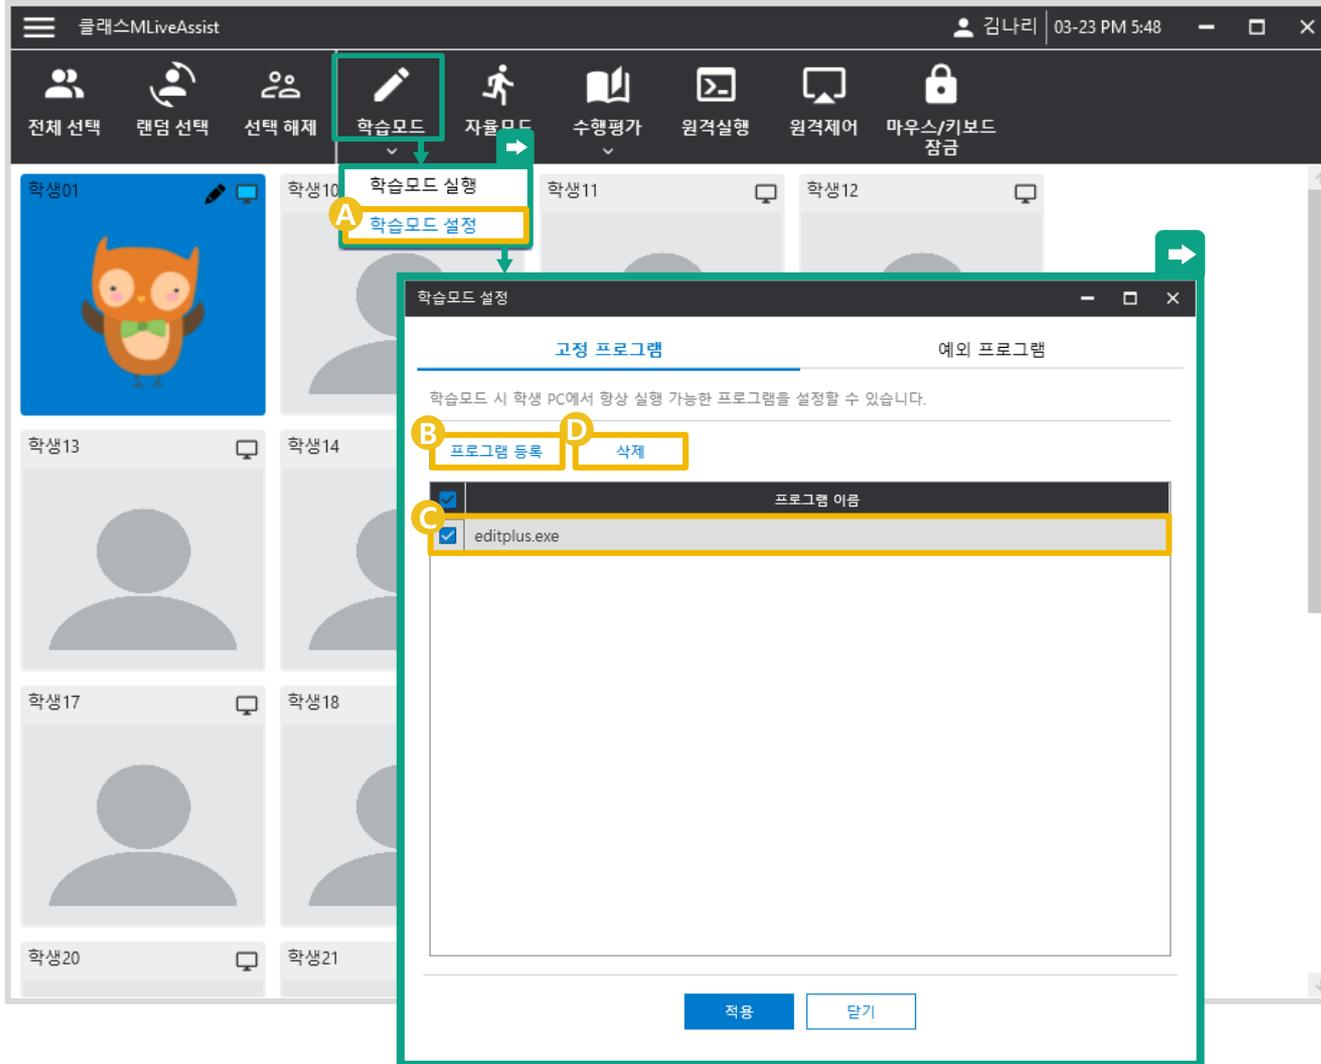 클래스MLiveAssist
김나리
03-23 PM 5:48
전체 선택
랜덤 선택
선택 해제
학습모드
자율모드
수행평가
원격실행
원격제어
마우스/키보드
잠금
학습모드 실행
A
학습모드 설정
학생01
학생10
학생11
학생12
학생13
학생14
학생17
학생18
학생20
학생21
학습모드 설정
고정 프로그램
예외 프로그램
학습모드 시 학생 PC에서 항상 실행 가능한 프로그램을 설정할 수 있습니다.
B
프로그램 등록
D
삭제
프로그램 이름
C
editplus.exe
적용
닫기